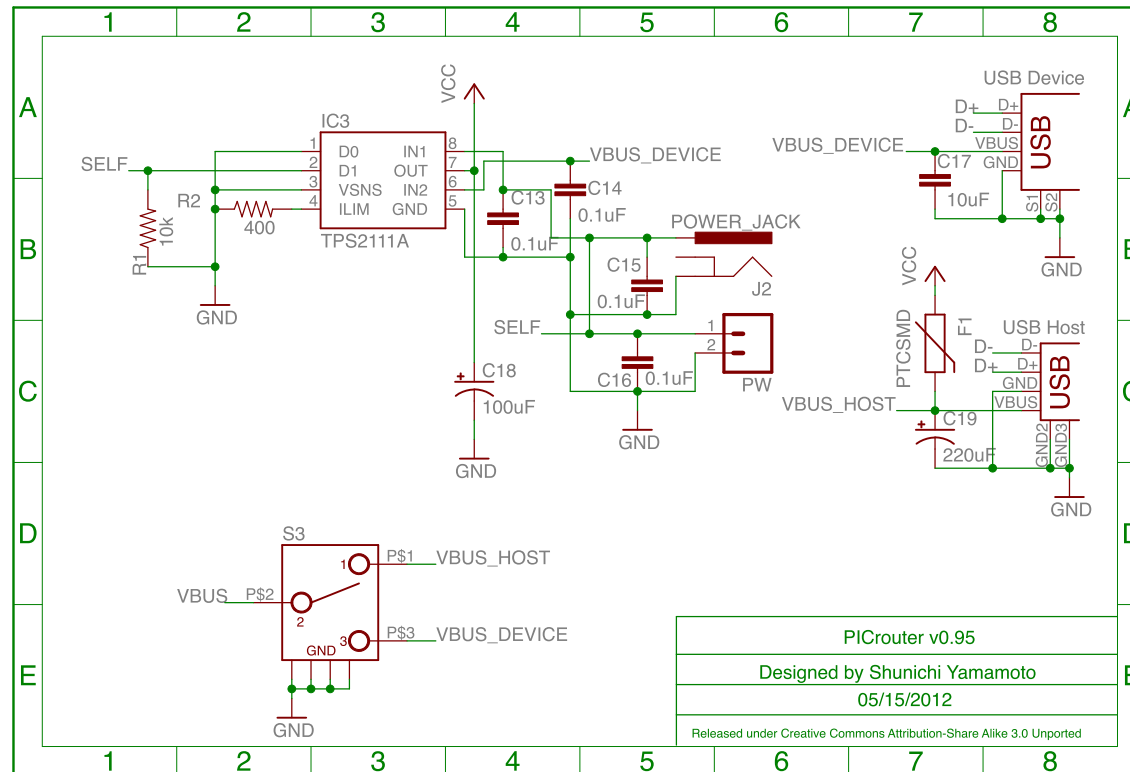 1 2 3 4 5 6 7 8
A A
B B
C C
D D
E E
USB Device
D+ D+
D- D-
VBUS_DEVICE VBUS
GND
USB
S1 S2
C17
10uF
GND
VCC
IC3
1 D0 IN1 8
2 D1 OUT 7
3 VSNS IN2 6
4 ILIM GND 5
TPS2111A
SELF
R1
10k
R2
400
GND
VBUS_DEVICE
C14
0.1uF
C13
0.1uF
POWER_JACK
J2
C15
0.1uF
SELF
1
2
PW
C16
0.1uF
GND
C18
100uF
GND
VCC
PTCSMD
F1
USB Host
D- D-
D+ D+
GND
VBUS_HOST VBUS
USB
GND2 GND3
C19
220uF
GND
S3
1 P$1 VBUS_HOST
VBUS P$2
2
3 P$3 VBUS_DEVICE
GND
GND
PICrouter v0.95
Designed by Shunichi Yamamoto
05/15/2012
Released under Creative Commons Attribution-Share Alike 3.0 Unported
1 2 3 4 5 6 7 8